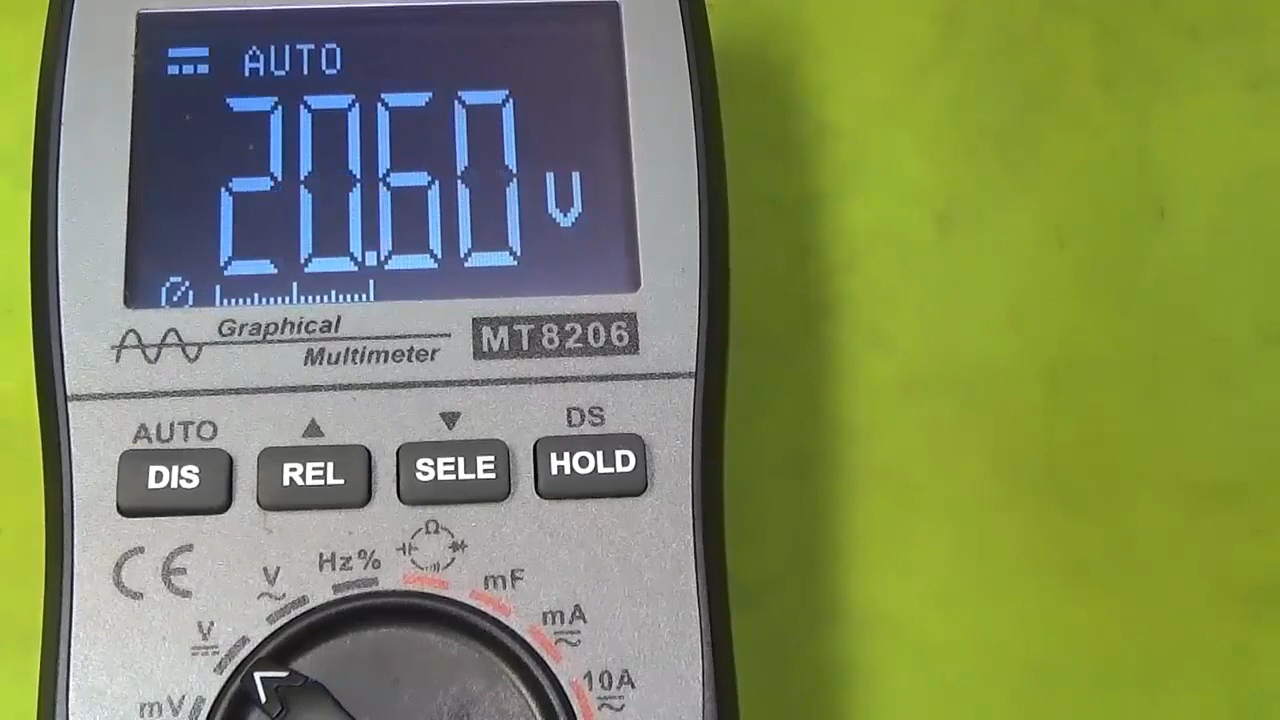 AUTO
20.60 V
Graphical
Multimeter
MT8206
AUTO ▲ ▼ DS
DIS REL SELE HOLD
CE
mV
V
V
Hz%
Ω
mF
mA
10A